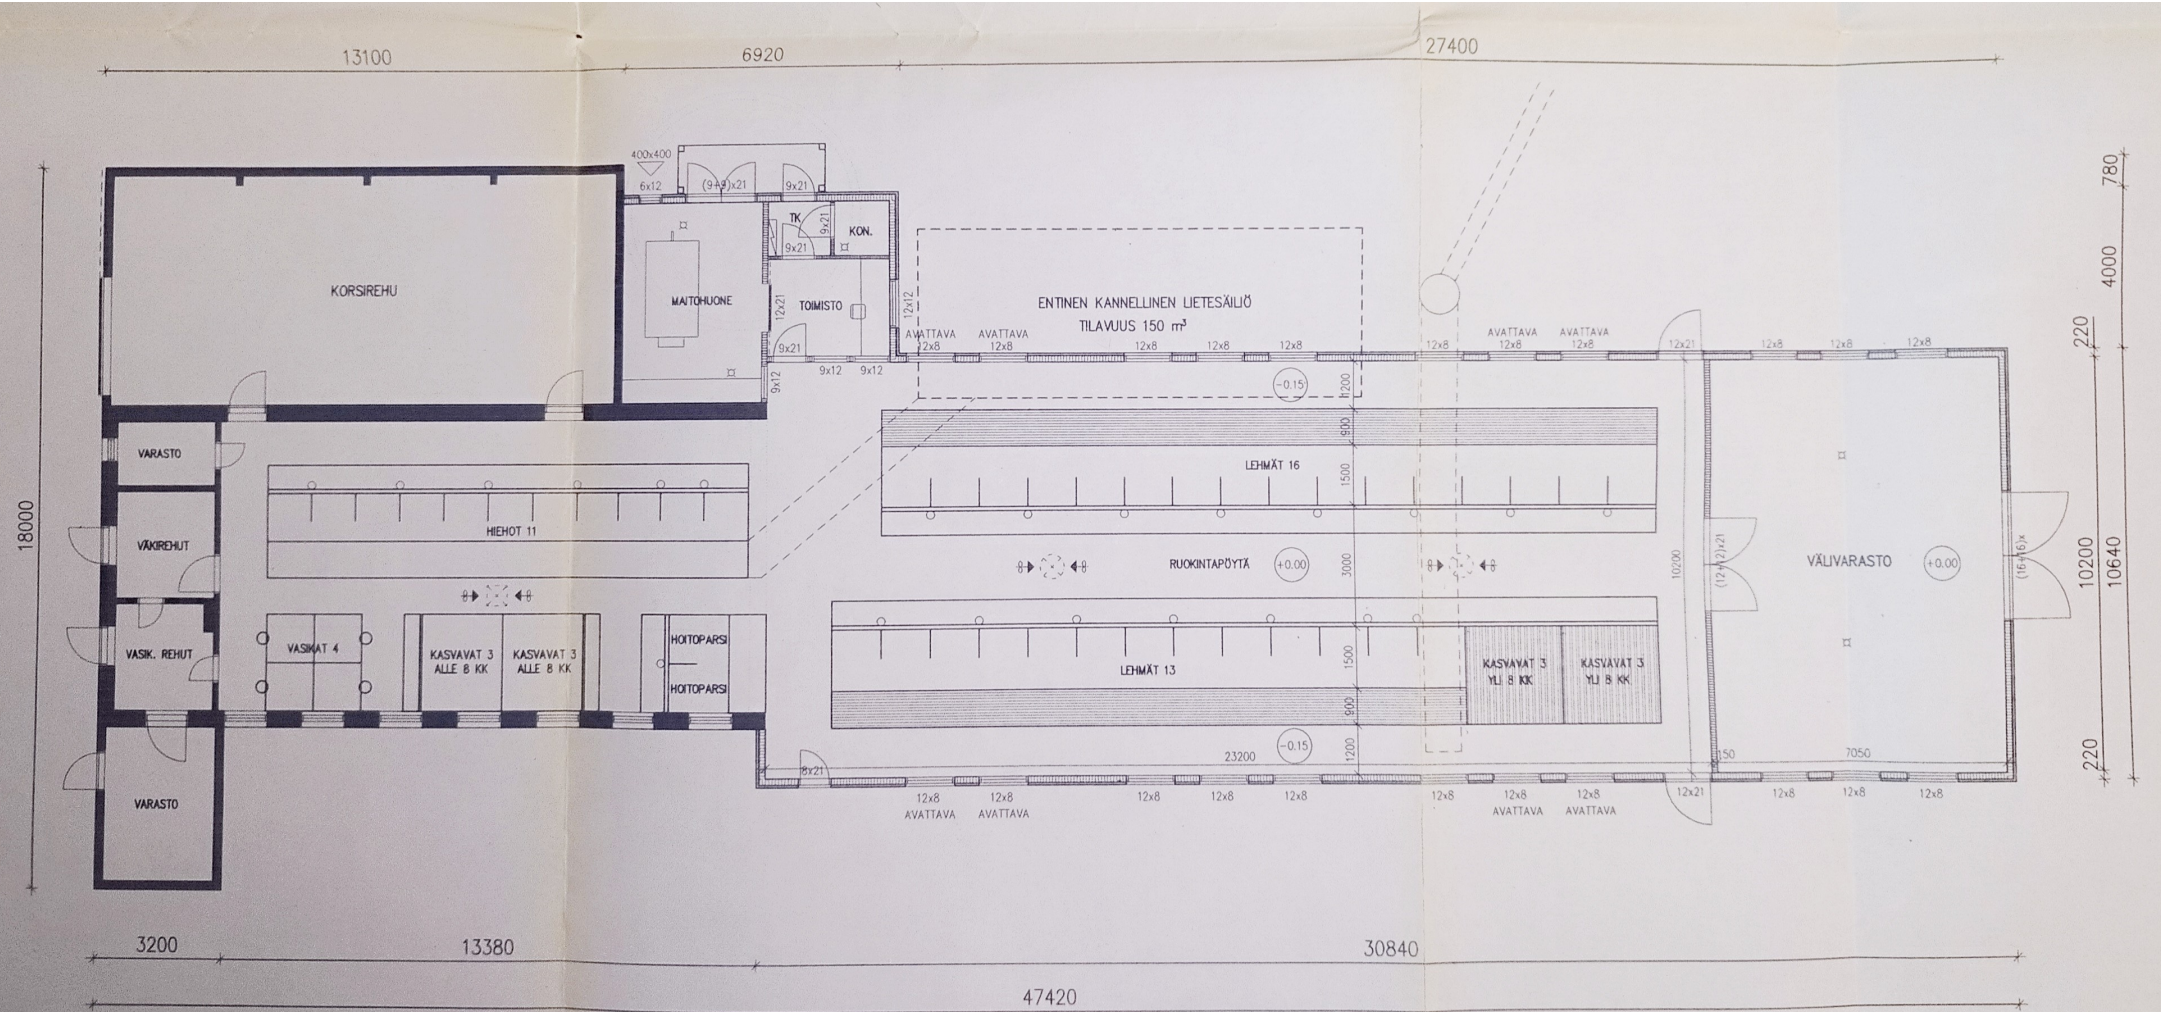 13100
6920
27400
400x400
6x12
(9+9)x21
9x21
780
TK
9x21
KON.
9x21
4000
KORSIREHU
MAITOHUONE
12x21
TOIMISTO
12x12
ENTINEN KANNELLINEN LIETESÄILIÖ
TILAVUUS 150 m³
220
AVATTAVA
AVATTAVA
AVATTAVA
AVATTAVA
9x21
12x8
12x8
12x8
12x8
12x8
12x8
12x8
12x8
12x21
12x8
12x8
12x8
9x12
9x12
9x12
-0.15
1200
900
VARASTO
LEHMÄT 16
1500
18000
HIEHOT 11
VÄKIREHUT
RUOKINTAPÖYTÄ
+0.00
3000
10200
(12+12)x21
VÄLIVARASTO
+0.00
(16+16)x
10200
10640
VASIK. REHUT
VASIKAT 4
KASVAVAT 3
ALLE 8 KK
KASVAVAT 3
ALLE 8 KK
HOITOPARSI
HOITOPARSI
LEHMÄT 13
1500
KASVAVAT 3
YLI 8 KK
KASVAVAT 3
YLI 8 KK
900
-0.15
1200
23200
150
7050
220
8x21
VARASTO
12x8
12x8
12x8
12x8
12x8
12x8
12x8
12x8
12x21
12x8
12x8
12x8
AVATTAVA
AVATTAVA
AVATTAVA
AVATTAVA
3200
13380
30840
47420